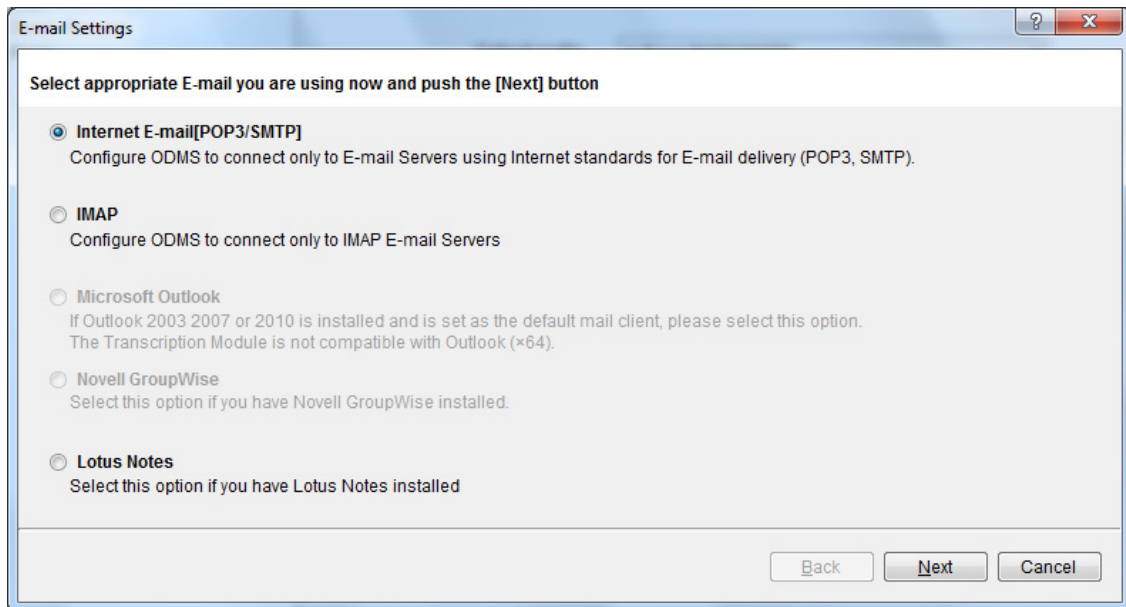 E-mail Settings
Select appropriate E-mail you are using now and push the [Next] button
Internet E-mail[POP3/SMTP]
Configure ODMS to connect only to E-mail Servers using Internet standards for E-mail delivery (POP3, SMTP).
IMAP
Configure ODMS to connect only to IMAP E-mail Servers
Microsoft Outlook
If Outlook 2003 2007 or 2010 is installed and is set as the default mail client, please select this option.
The Transcription Module is not compatible with Outlook (×64).
Novell GroupWise
Select this option if you have Novell GroupWise installed.
Lotus Notes
Select this option if you have Lotus Notes installed
Back Next Cancel